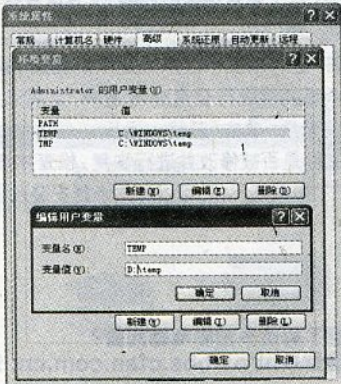 系统属性
常规 计算机名 硬件 高级 系统还原 自动更新 远程
环境变量
Administrator 的用户变量(U)
变量 值
PATH
TEMP C:\WINDOWS\temp
TMP C:\WINDOWS\temp
新建(N) 编辑(E) 删除(D)
编辑用户变量
变量名(N): TEMP
变量值(V): D:\temp
确定 取消
新建(W) 编辑(I) 删除(L)
确定 取消